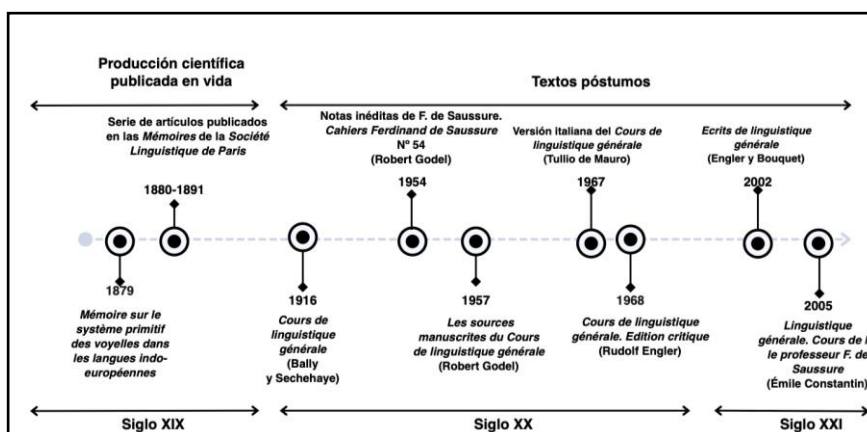 Producción científica
publicada en vida
Textos póstumos
Serie de artículos publicados
en las Mémoires de la Société
Linguistique de Paris
1880-1891
Notas inéditas de F. de Saussure.
Cahiers Ferdinand de Saussure
Nº 54
(Robert Godel)
1954
Versión italiana del Cours de
linguistique générale
(Tullio de Mauro)
1967
Ecrits de linguistique
générale
(Engler y Bouquet)
2002
1879
Mémoire sur le
système primitif
des voyelles dans
les langues indo-
européennes
1916
Cours de
linguistique
générale
(Bally
y Sechehaye)
1957
Les sources
manuscrites du Cours
de linguistique générale
(Robert Godel)
1968
Cours de linguistique
générale. Edition critique
(Rudolf Engler)
2005
Linguistique
générale. Cours de
le professeur F. de
Saussure
(Émile Constantin)
Siglo XIX
Siglo XX
Siglo XXI